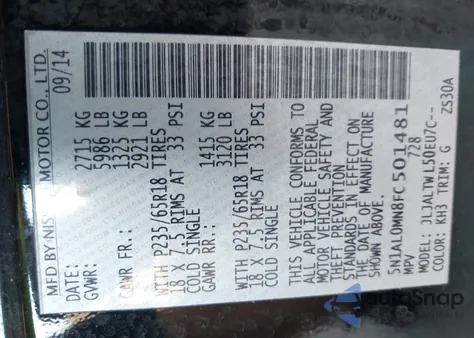 MFD BY NIS MOTOR CO., LTD.
DATE: 09/14
GVWR: 2715 KG
5986 LB
GAWR FR.: 1325 KG
2921 LB
WITH P235/65R18 TIRES
18 X 7.5 RIMS AT 33 PSI
COLD SINGLE
GAWR RR.: 1415 KG
3120 LB
WITH P235/65R18 TIRES
18 X 7.5 RIMS AT 33 PSI
COLD SINGLE
THIS VEHICLE CONFORMS TO
ALL APPLICABLE FEDERAL
MOTOR VEHICLE SAFETY AND
THEFT PREVENTION
STANDARDS IN EFFECT ON
THE DATE OF MANUFACTURE
SHOWN ABOVE.
5N1AL0MN8FC501481
MPV 728
MODEL: JLJALTWL50EU7C--
COLOR: KH3 TRIM: G ZS30A
autoSnap